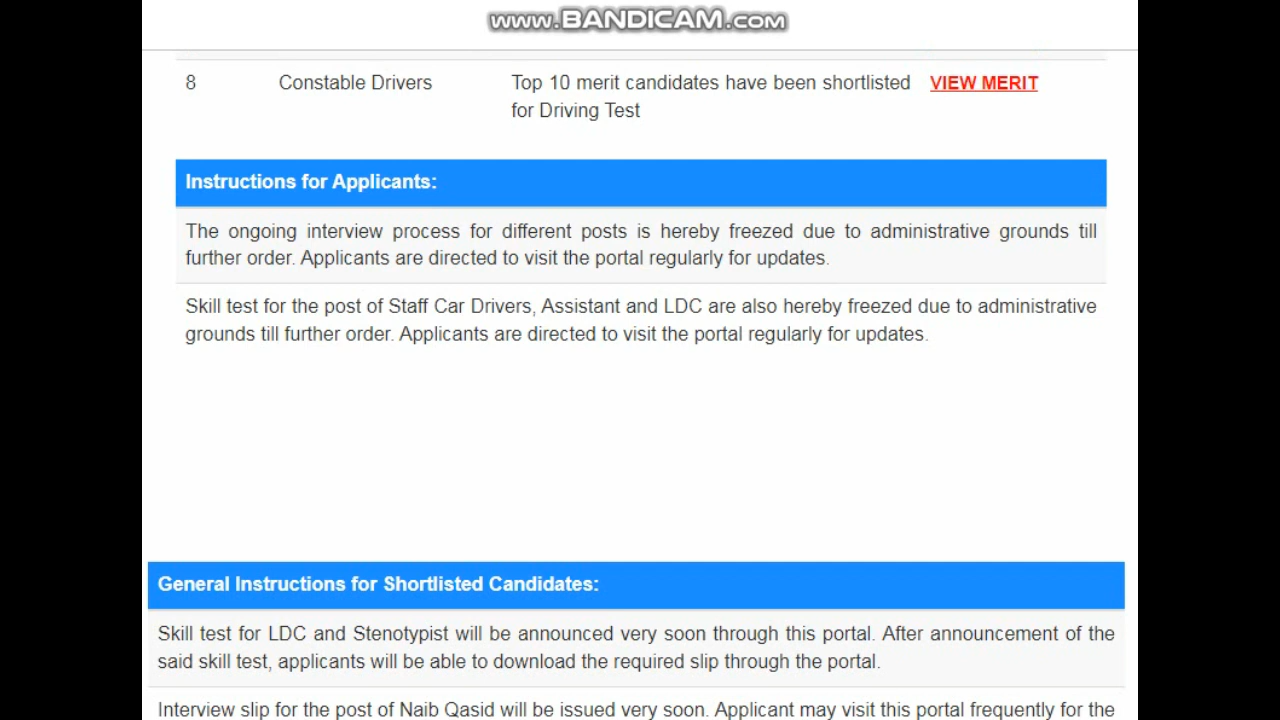 www.BANDICAM.com
8 Constable Drivers Top 10 merit candidates have been shortlisted VIEW MERIT
for Driving Test
Instructions for Applicants:
The ongoing interview process for different posts is hereby freezed due to administrative grounds till
further order. Applicants are directed to visit the portal regularly for updates.
Skill test for the post of Staff Car Drivers, Assistant and LDC are also hereby freezed due to administrative
grounds till further order. Applicants are directed to visit the portal regularly for updates.
General Instructions for Shortlisted Candidates:
Skill test for LDC and Stenotypist will be announced very soon through this portal. After announcement of the
said skill test, applicants will be able to download the required slip through the portal.
Interview slip for the post of Naib Qasid will be issued very soon. Applicant may visit this portal frequently for the